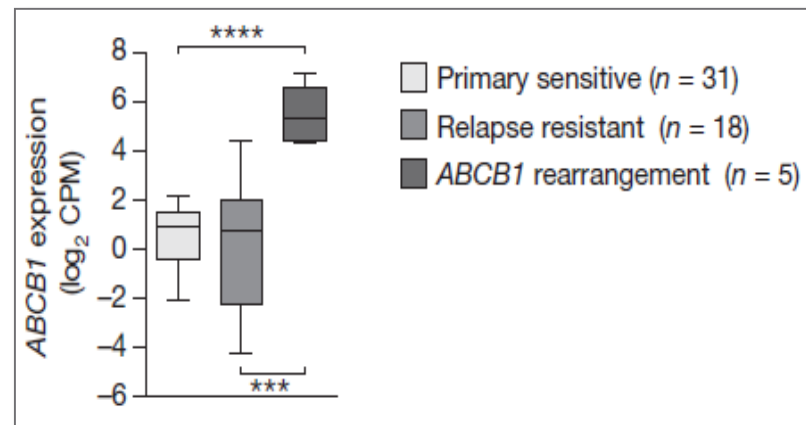 ****
8
6
4
2
0
−2
−4
−6
ABCB1 expression
(log₂ CPM)
***
Primary sensitive (n = 31)
Relapse resistant (n = 18)
ABCB1 rearrangement (n = 5)